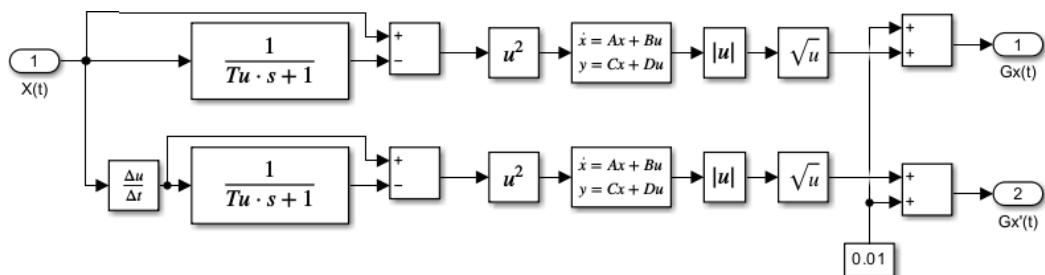 1
X(t)
1
Tu · s + 1
+
−
u²
ẋ = Ax + Bu
y = Cx + Du
|u|
√u
+
+
1
Gx(t)
Δu
Δt
1
Tu · s + 1
+
−
u²
ẋ = Ax + Bu
y = Cx + Du
|u|
√u
+
+
2
Gx'(t)
0.01